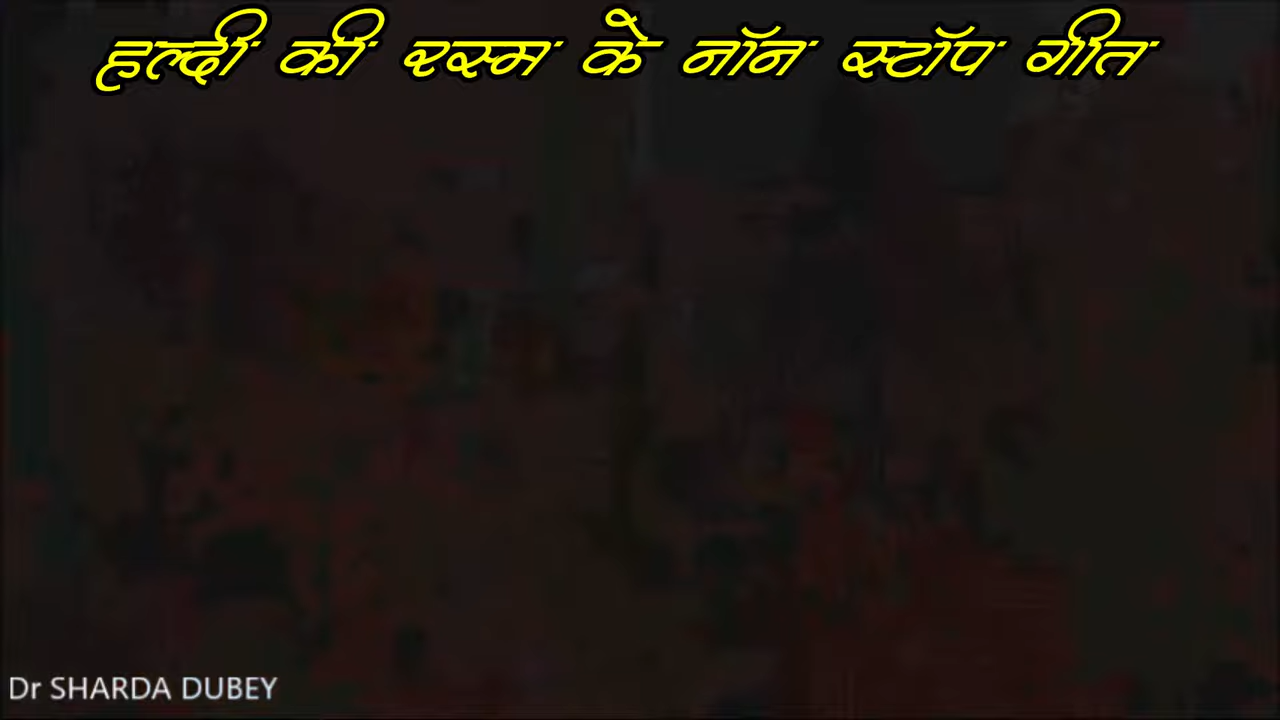 हल्दी की रस्म के नॉन स्टॉप गीत
Dr SHARDA DUBEY